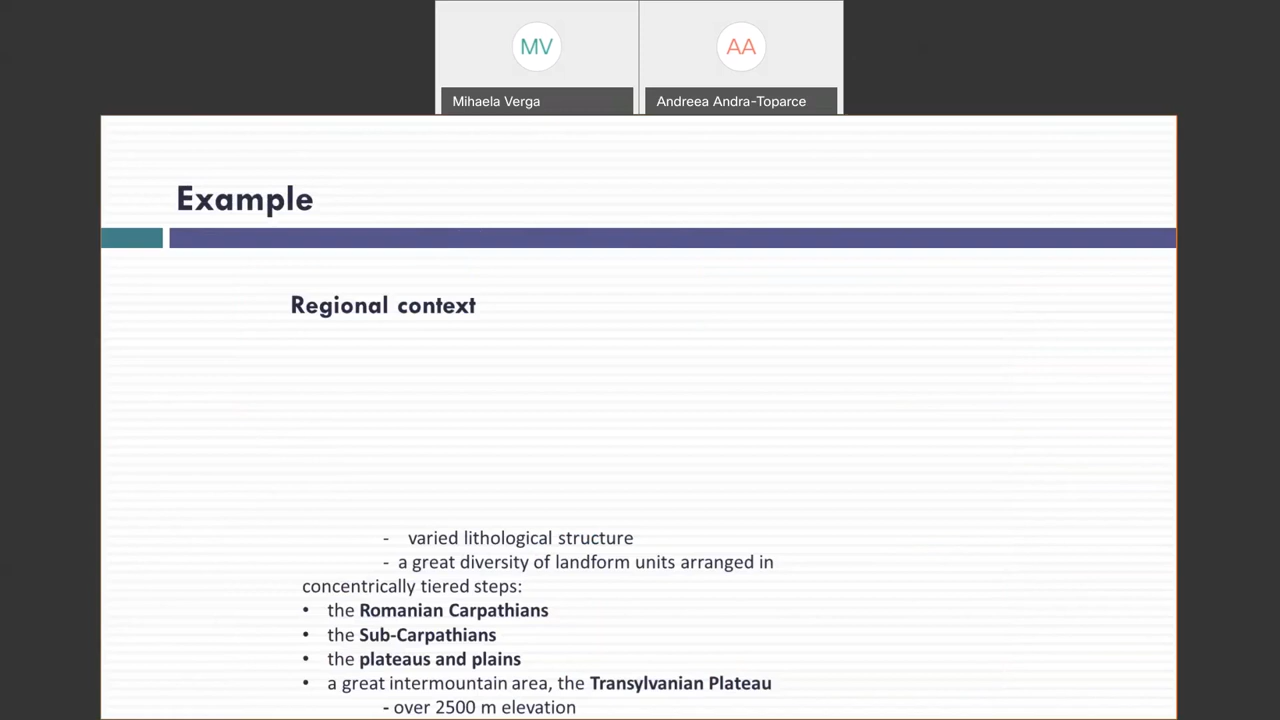 MV
AA
Mihaela Verga
Andreea Andra-Toparce
Example
Regional context
- varied lithological structure
- a great diversity of landform units arranged in
concentrically tiered steps:
• the Romanian Carpathians
• the Sub-Carpathians
• the plateaus and plains
• a great intermountain area, the Transylvanian Plateau
- over 2500 m elevation